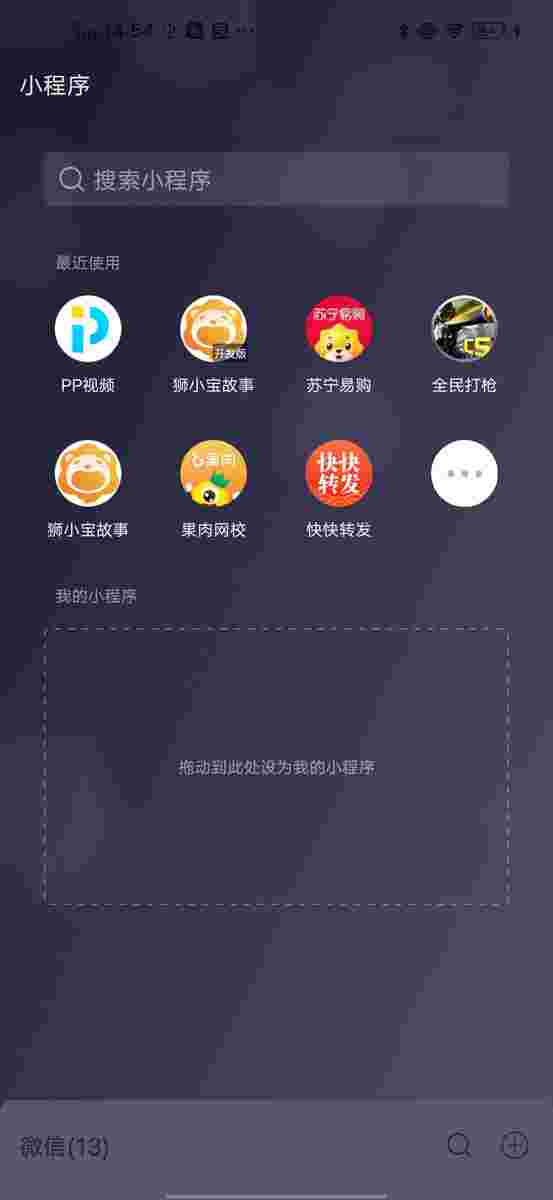 14:54
小程序
搜索小程序
最近使用
苏宁易购
开发版
CS
PP视频
狮小宝故事
苏宁易购
全民打枪
果肉
快快
转发
狮小宝故事
果肉网校
快快转发
我的小程序
拖动到此处设为我的小程序
微信(13)